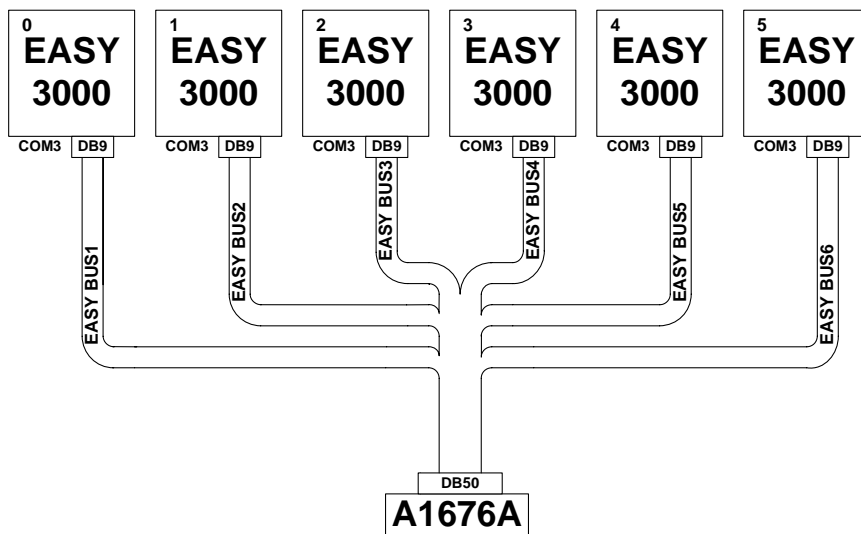 0
EASY
3000
COM3 DB9
1
EASY
3000
COM3 DB9
2
EASY
3000
COM3 DB9
3
EASY
3000
COM3 DB9
4
EASY
3000
COM3 DB9
5
EASY
3000
COM3 DB9
EASY BUS1
EASY BUS2
EASY BUS3
EASY BUS4
EASY BUS5
EASY BUS6
DB50
A1676A